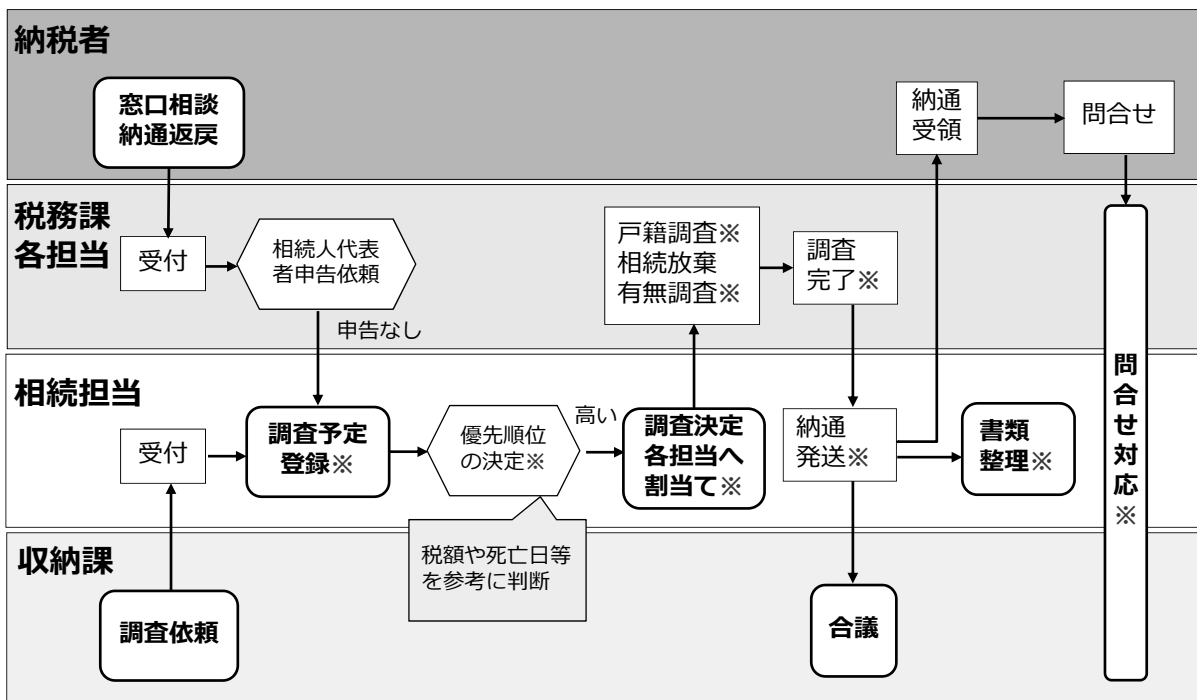 納税者
窓口相談
納通返戻
納通
受領
問合せ
税務課
各担当
受付
相続人代表
者申告依頼
申告なし
戸籍調査※
相続放棄
有無調査※
調査
完了※
相続担当
受付
調査予定
登録※
優先順位
の決定※
高い
調査決定
各担当へ
割当て※
納通
発送※
書類
整理※
問合せ対応※
税額や死亡日等
を参考に判断
収納課
調査依頼
合議